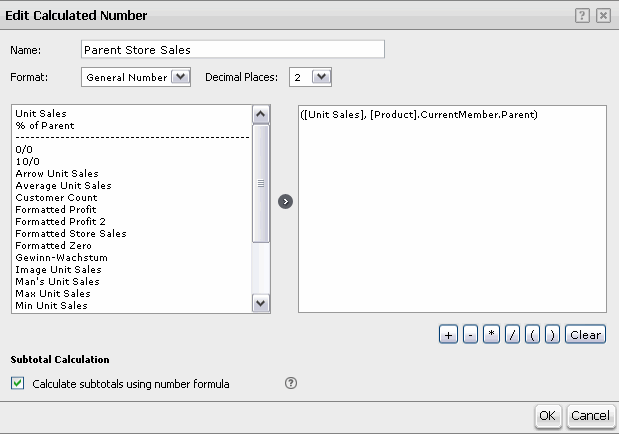 Edit Calculated Number
? ×
Name: Parent Store Sales
Format: General Number Decimal Places: 2
Unit Sales
% of Parent
0/0
10/0
Arrow Unit Sales
Average Unit Sales
Customer Count
Formatted Profit
Formatted Profit 2
Formatted Store Sales
Formatted Zero
Gewinn-Wachstum
Image Unit Sales
Man's Unit Sales
Max Unit Sales
Min Unit Sales
([Unit Sales], [Product].CurrentMember.Parent)
+ - * / ( ) Clear
Subtotal Calculation
Calculate subtotals using number formula ?
OK Cancel